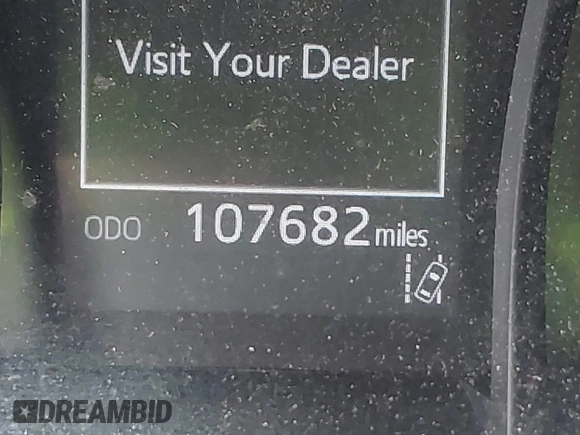 Visit Your Dealer
ODO 107682 miles
DREAMBID